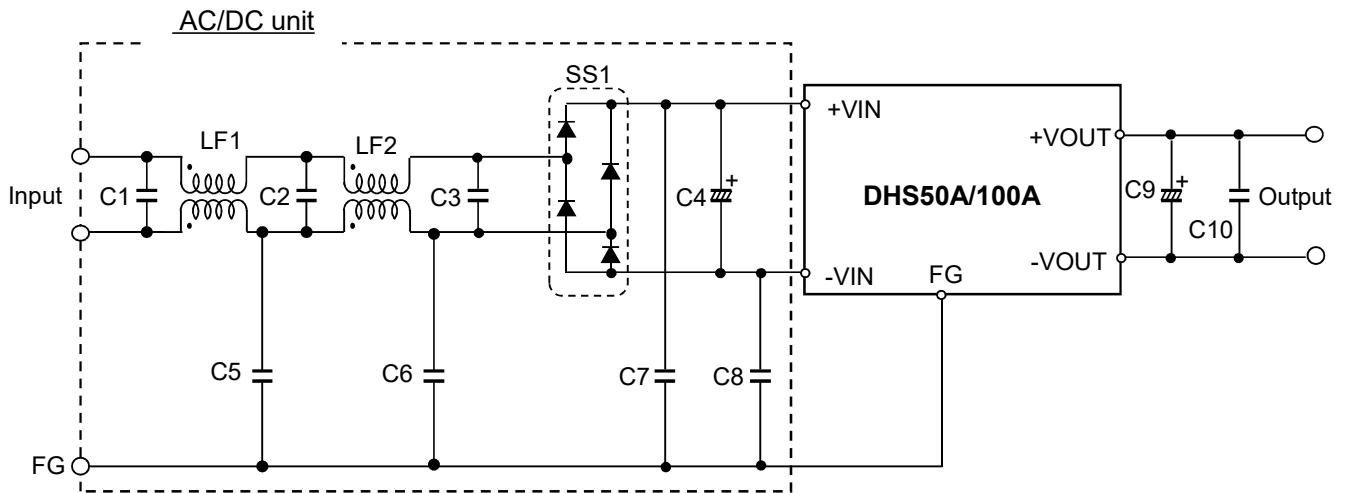 AC/DC unit
SS1
+VIN
LF1
LF2
+VOUT
Input
C1
C2
C3
C4
+
DHS50A/100A
C9
+
C10
Output
-VIN
FG
-VOUT
C5
C6
C7
C8
FG